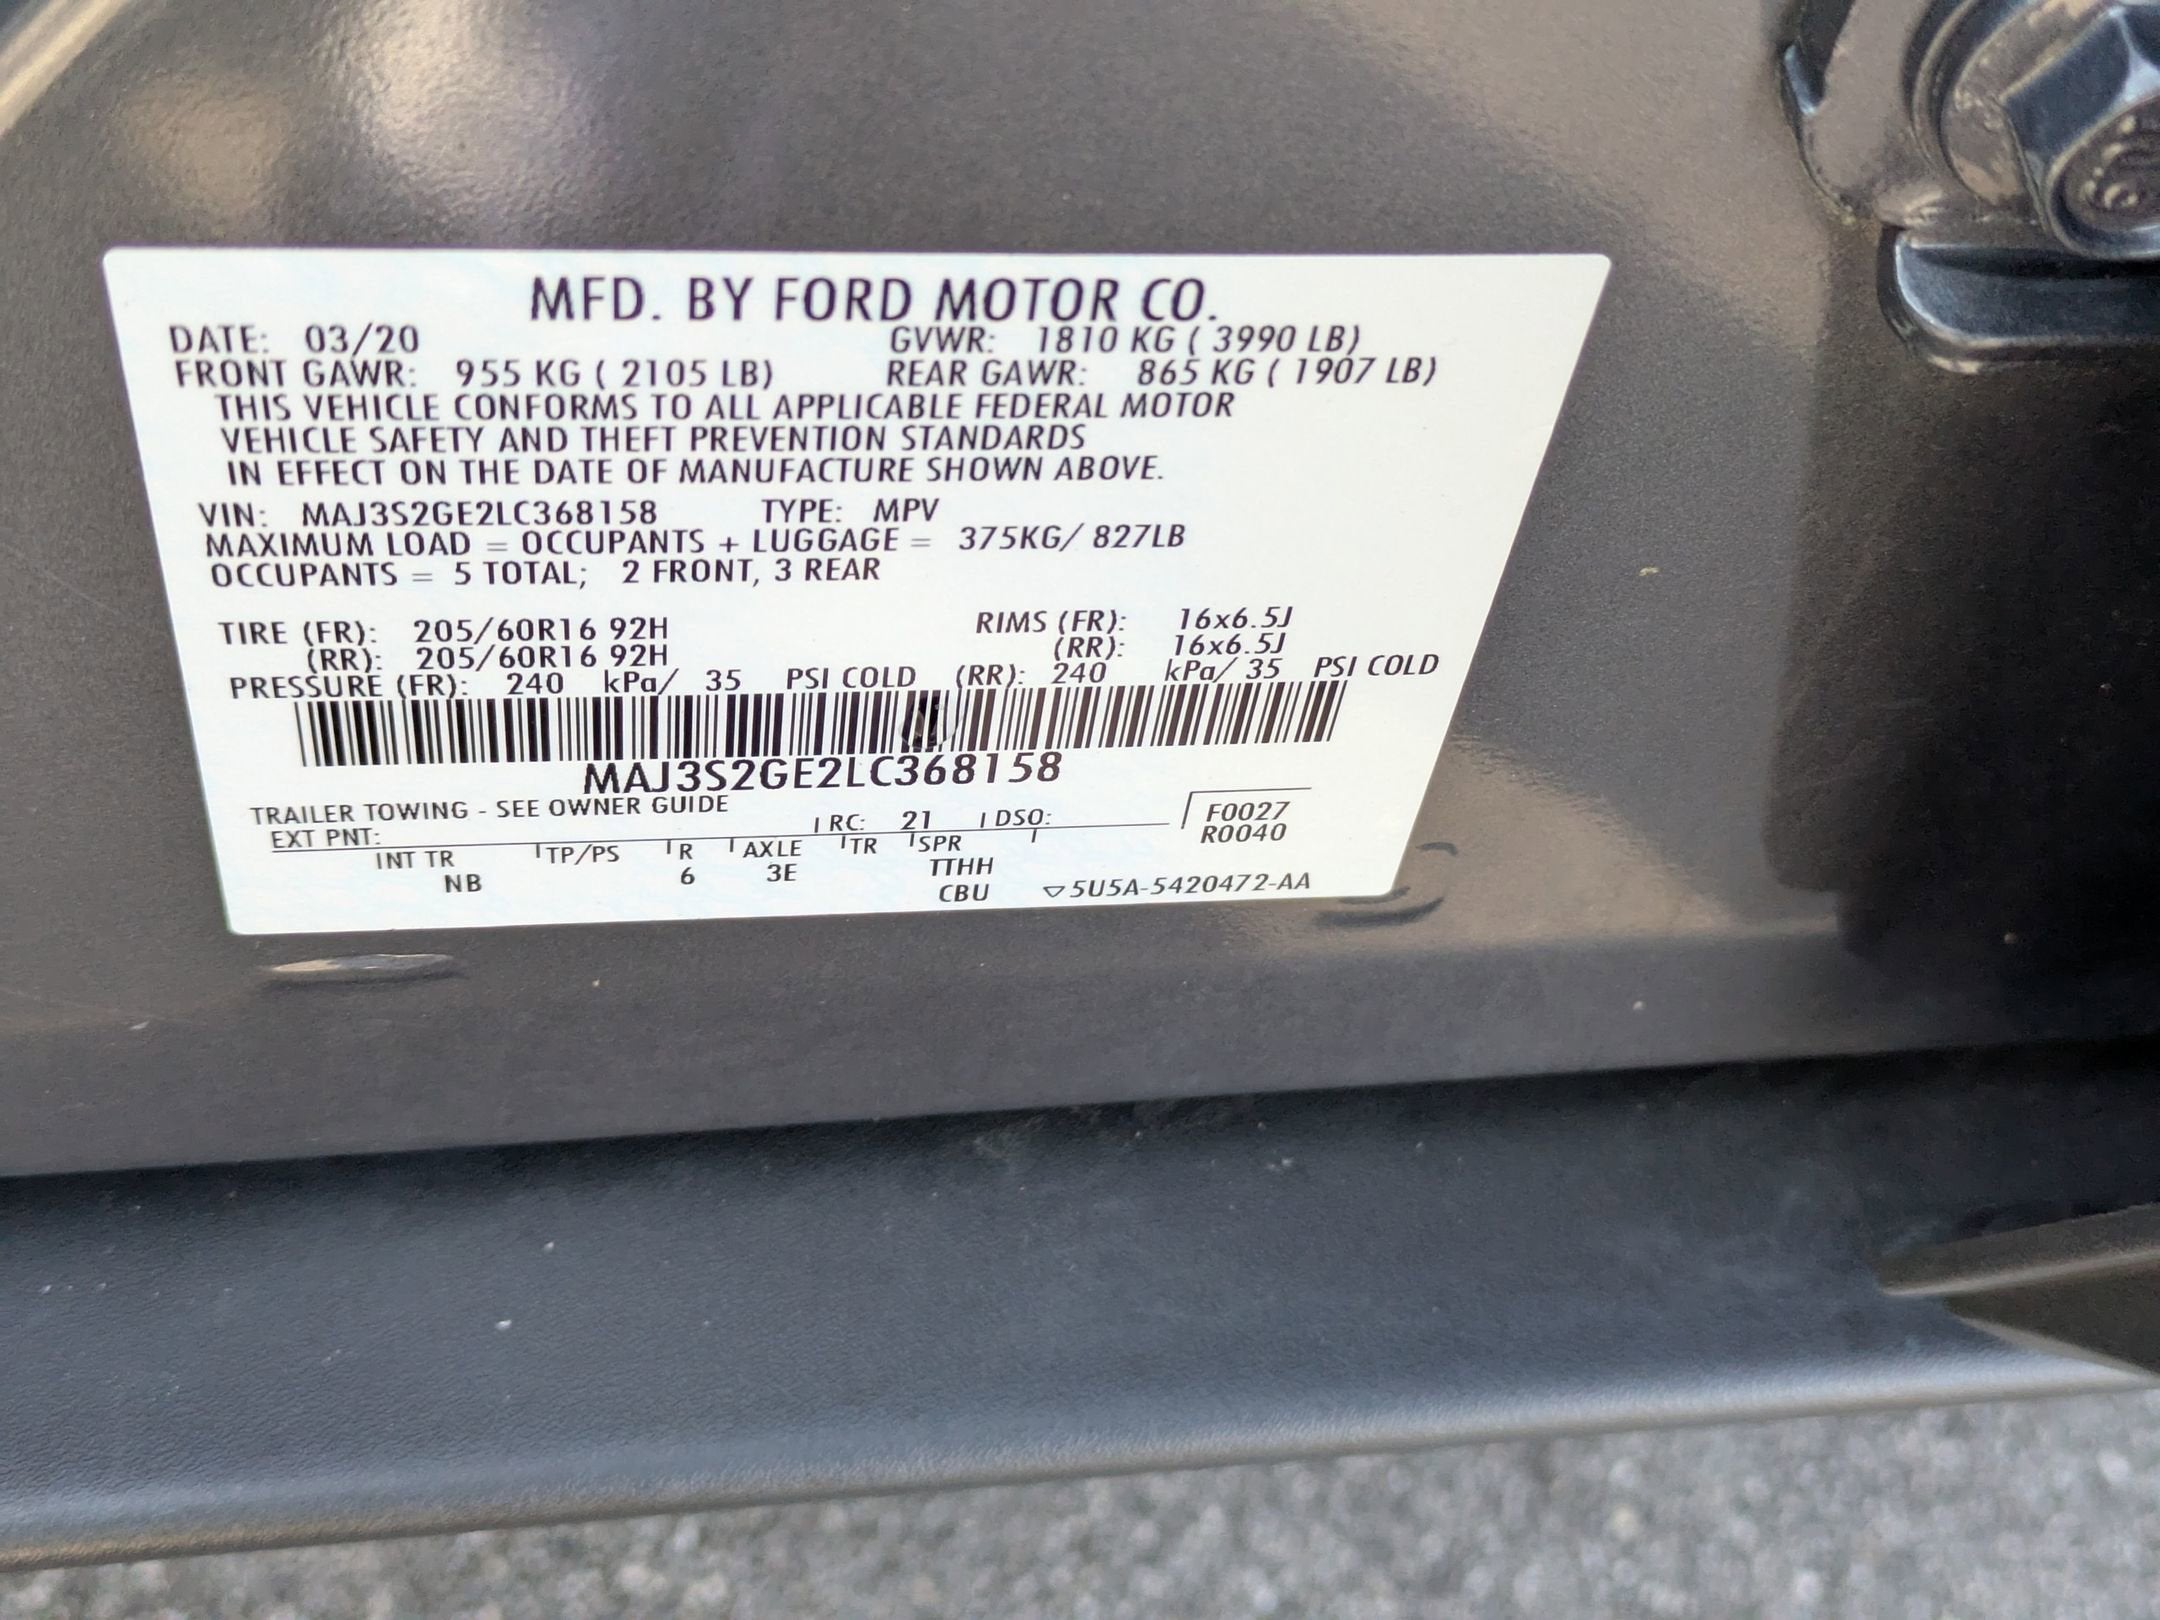 MFD. BY FORD MOTOR CO.
DATE: 03/20 GVWR: 1810 KG ( 3990 LB)
FRONT GAWR: 955 KG ( 2105 LB) REAR GAWR: 865 KG ( 1907 LB)
THIS VEHICLE CONFORMS TO ALL APPLICABLE FEDERAL MOTOR
VEHICLE SAFETY AND THEFT PREVENTION STANDARDS
IN EFFECT ON THE DATE OF MANUFACTURE SHOWN ABOVE.
VIN: MAJ3S2GE2LC368158 TYPE: MPV
MAXIMUM LOAD = OCCUPANTS + LUGGAGE = 375KG/ 827LB
OCCUPANTS = 5 TOTAL; 2 FRONT, 3 REAR
TIRE (FR): 205/60R16 92H RIMS (FR): 16x6.5J
(RR): 205/60R16 92H (RR): 16x6.5J
PRESSURE (FR): 240 kPa/ 35 PSI COLD (RR): 240 kPa/ 35 PSI COLD
MAJ3S2GE2LC368158
TRAILER TOWING - SEE OWNER GUIDE
EXT PNT: RC: 21 DSO: F0027
R0040
INT TR TP/PS R AXLE TR SPR
NB 6 3E TTHH
CBU ▽5U5A-5420472-AA